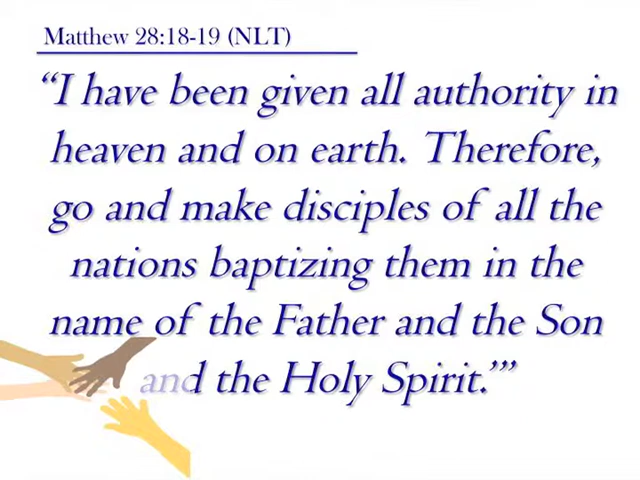 Matthew 28:18-19 (NLT)
“I have been given all authority in
heaven and on earth. Therefore,
go and make disciples of all the
nations baptizing them in the
name of the Father and the Son
and the Holy Spirit.’”